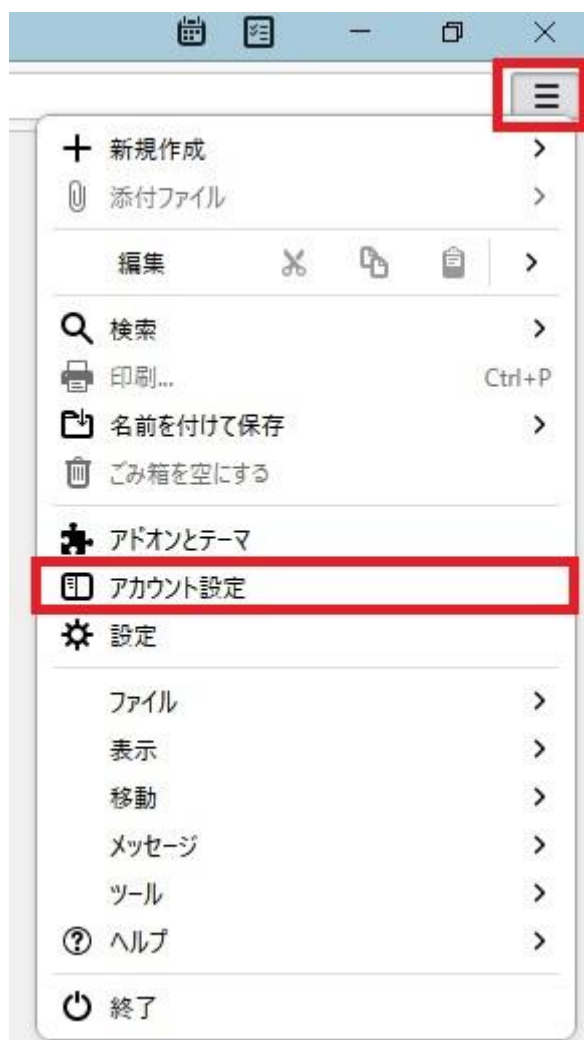 新規作成
添付ファイル
編集
検索
印刷... Ctrl+P
名前を付けて保存
ごみ箱を空にする
アドオンとテーマ
アカウント設定
設定
ファイル
表示
移動
メッセージ
ツール
ヘルプ
終了